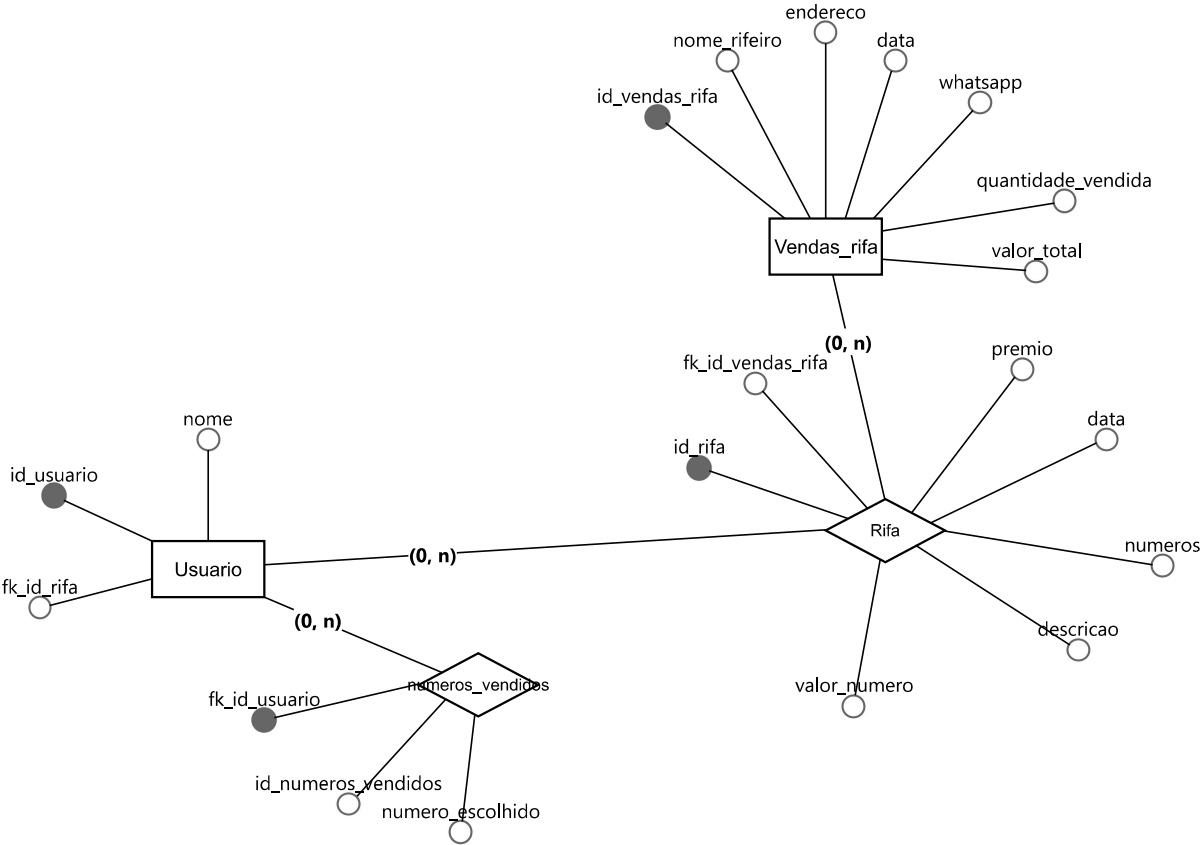 endereco
nome_rifeiro
data
whatsapp
id_vendas_rifa
quantidade_vendida
Vendas_rifa
valor_total
(0, n)
premio
fk_id_vendas_rifa
nome
data
id_rifa
id_usuario
Rifa
numeros
(0, n)
Usuario
fk_id_rifa
(0, n)
descricao
numeros_vendidos
valor_numero
fk_id_usuario
id_numeros_vendidos
numero_escolhido